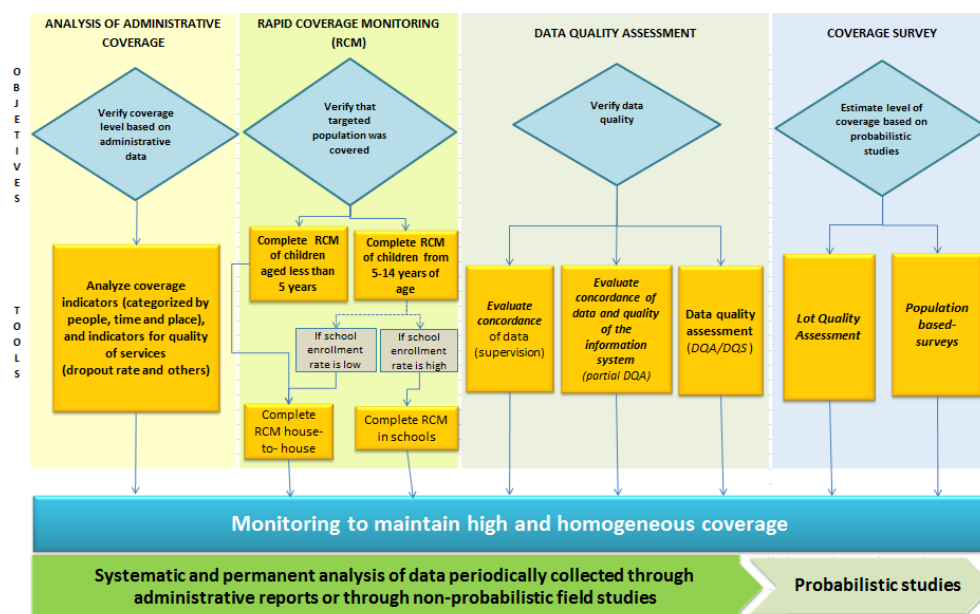 ANALYSIS OF ADMINISTRATIVE
COVERAGE
RAPID COVERAGE MONITORING
(RCM)
DATA QUALITY ASSESSMENT
COVERAGE SURVEY
OBJETIVES
Verify coverage
level based on
administrative
data
Verify that
targeted
population was
covered
Verify data
quality
Estimate level of
coverage based on
probabilistic
studies
TOOLS
Analyze coverage
indicators (categorized by
people, time and place),
and indicators for quality
of services
(dropout rate and others)
Complete RCM
of children
aged less than
5 years
Complete RCM
of children from
5-14 years of
age
If school
enrollment
rate is low
If school
enrollment
rate is high
Complete
RCM house-
to- house
Complete RCM
in schools
Evaluate
concordance
of data
(supervision)
Evaluate
concordance of
data and quality
of the
information
system
(partial DQA)
Data quality
assessment
(DQA/DQS )
Lot Quality
Assessment
Population
based-
surveys
Monitoring to maintain high and homogeneous coverage
Systematic and permanent analysis of data periodically collected through
administrative reports or through non-probabilistic field studies
Probabilistic studies